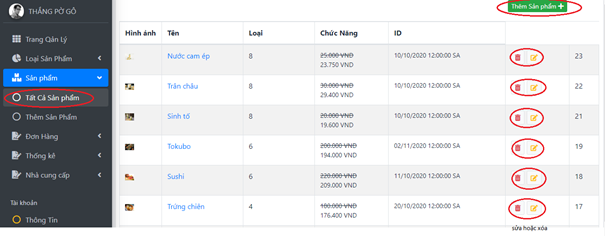 THẮNG PỜ GÔ
Thêm Sản phẩm +
Trang Qản Lý
Loại Sản Phẩm
Sản phẩm
Tất Cả Sản phẩm
Thêm Sản Phẩm
Đơn Hàng
Thống kê
Nhà cung cấp
Tài khoản
Thông Tin
Hình ảnh Tên Loại Chức Năng ID
Nước cam ép 8 25.000 VND 10/10/2020 12:00:00 SA 23
23.750 VND
Trân châu 8 30.000 VND 10/10/2020 12:00:00 SA 22
29.400 VND
Sinh tố 8 20.000 VND 10/10/2020 12:00:00 SA 21
19.600 VND
Tokubo 6 200.000 VND 02/11/2020 12:00:00 SA 19
194.000 VND
Sushi 6 220.000 VND 11/10/2020 12:00:00 SA 18
209.000 VND
Trứng chiên 4 180.000 VND 20/10/2020 12:00:00 SA 17
176.400 VND
sửa hoặc xóa